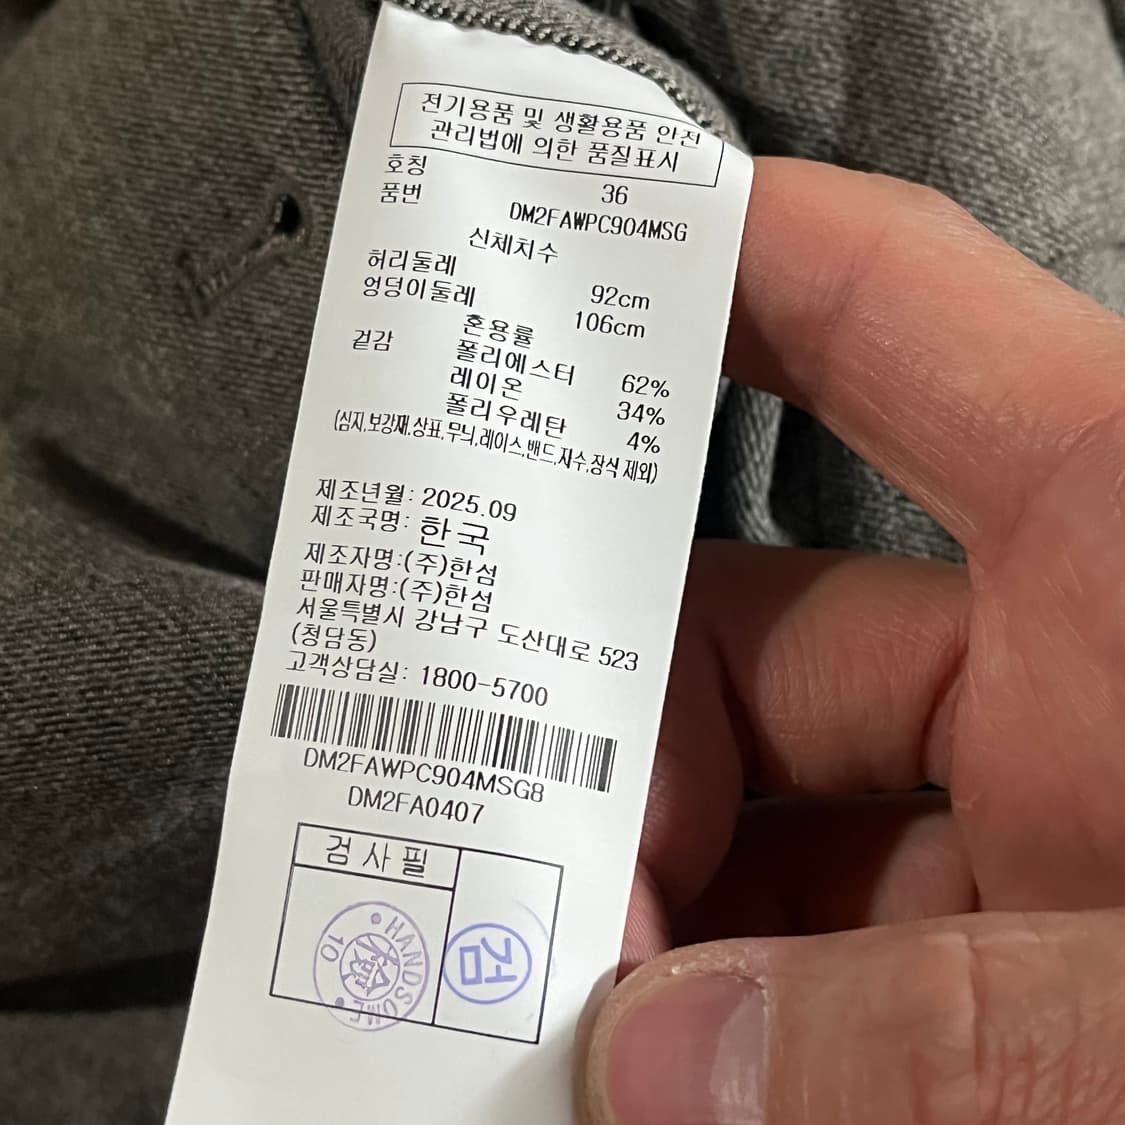 전기용품 및 생활용품 안전
관리법에 의한 품질표시
호칭 36
품번 DM2FAWPC904MSG
신체치수
허리둘레 92cm
엉덩이둘레 106cm
혼용률
겉감 폴리에스터 62%
레이온 34%
폴리우레탄 4%
(심지,보강재,상표,무늬,레이스,밴드,자수,장식 제외)
제조년월: 2025.09
제조국명: 한국
제조자명:(주)한섬
판매자명:(주)한섬
서울특별시 강남구 도산대로 523
(청담동)
고객상담실: 1800-5700
DM2FAWPC904MSG8
DM2FA0407
검사필
HANDSOME
10
검